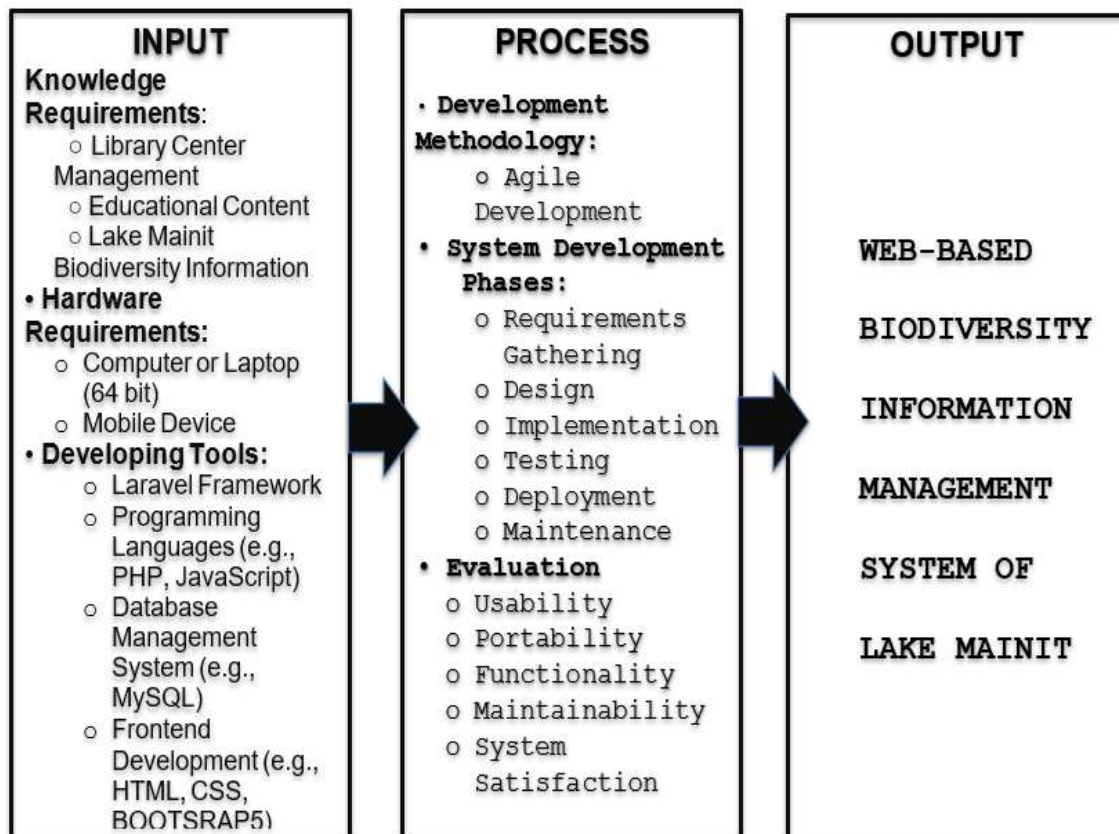 INPUT
Knowledge
Requirements:
○ Library Center
Management
○ Educational Content
○ Lake Mainit
Biodiversity Information
• Hardware
Requirements:
○ Computer or Laptop
(64 bit)
○ Mobile Device
• Developing Tools:
○ Laravel Framework
○ Programming
Languages (e.g.,
PHP, JavaScript)
○ Database
Management
System (e.g.,
MySQL)
○ Frontend
Development (e.g.,
HTML, CSS,
BOOTSRAP5)
PROCESS
· Development
Methodology:
o Agile
Development
• System Development
Phases:
o Requirements
Gathering
o Design
o Implementation
o Testing
o Deployment
o Maintenance
• Evaluation
o Usability
o Portability
o Functionality
o Maintainability
o System
Satisfaction
OUTPUT
WEB-BASED
BIODIVERSITY
INFORMATION
MANAGEMENT
SYSTEM OF
LAKE MAINIT